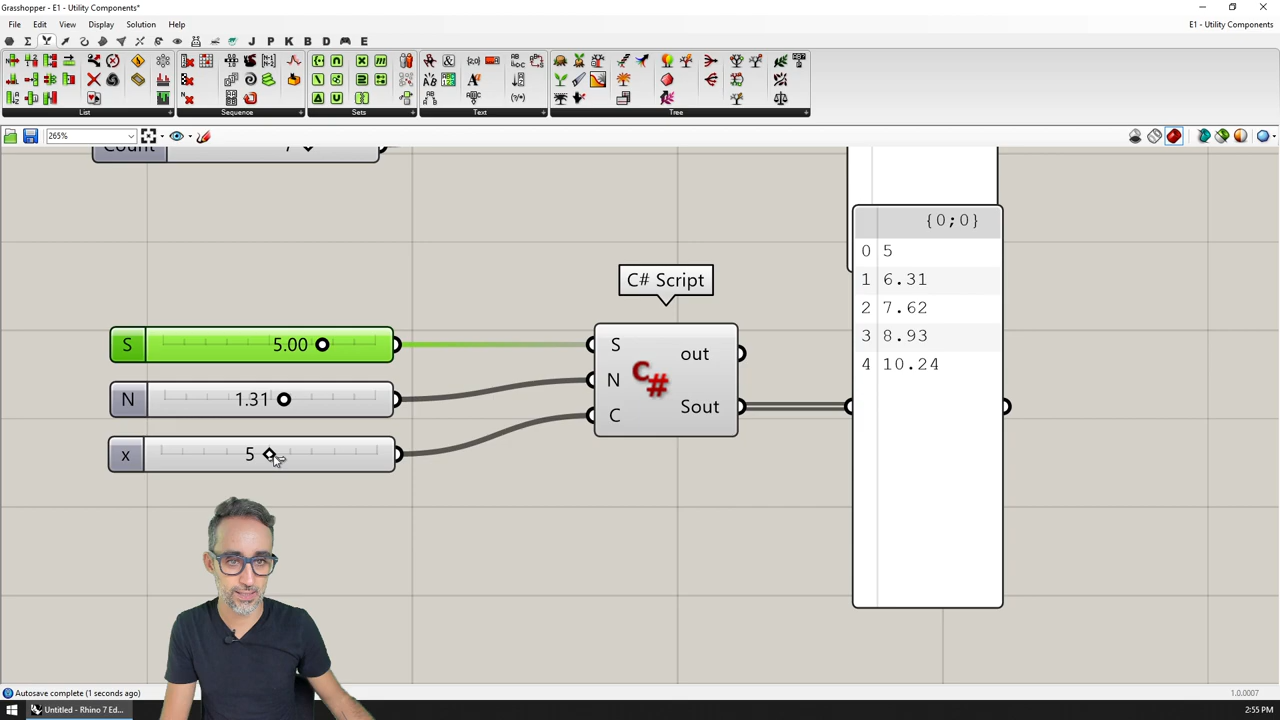 Grasshopper - E1 - Utility Components*
File Edit View Display Solution Help
E1 - Utility Components*
J P K B D E
List
Sequence
Sets
Text
Tree
265%
Count 7
{0;0}
0 5
1 6.31
2 7.62
3 8.93
4 10.24
C# Script
S 5.00
N 1.31
x 5
S
N
C
C#
out
Sout
Autosave complete (1 seconds ago)
1.0.0007
Untitled - Rhino 7 Ed...
2:55 PM